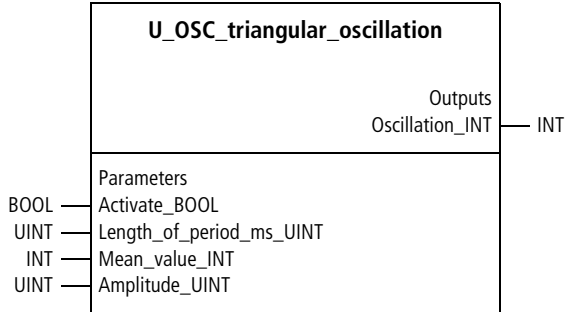 U_OSC_triangular_oscillation
Outputs
Oscillation_INT INT
Parameters
BOOL Activate_BOOL
UINT Length_of_period_ms_UINT
INT Mean_value_INT
UINT Amplitude_UINT